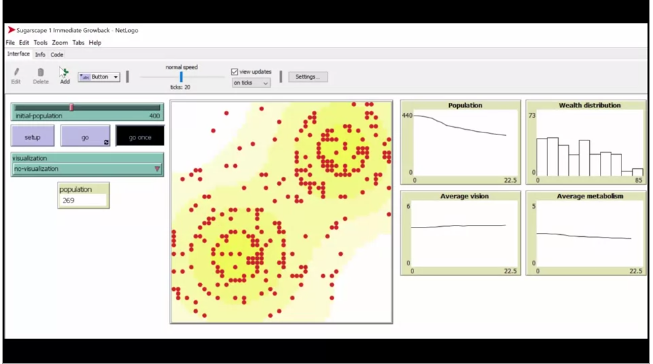 Sugarscape 1 Immediate Growback - NetLogo
File Edit Tools Zoom Tabs Help
Interface Info Code
Edit Delete Add Button normal speed view updates Settings...
ticks: 20 on ticks
initial-population 400
setup go go once
visualization
no-visualization
population
269
Population
440
0
0 22.5
Wealth distribution
73
0
0 85
Average vision
6
0
0 22.5
Average metabolism
5
0
0 22.5